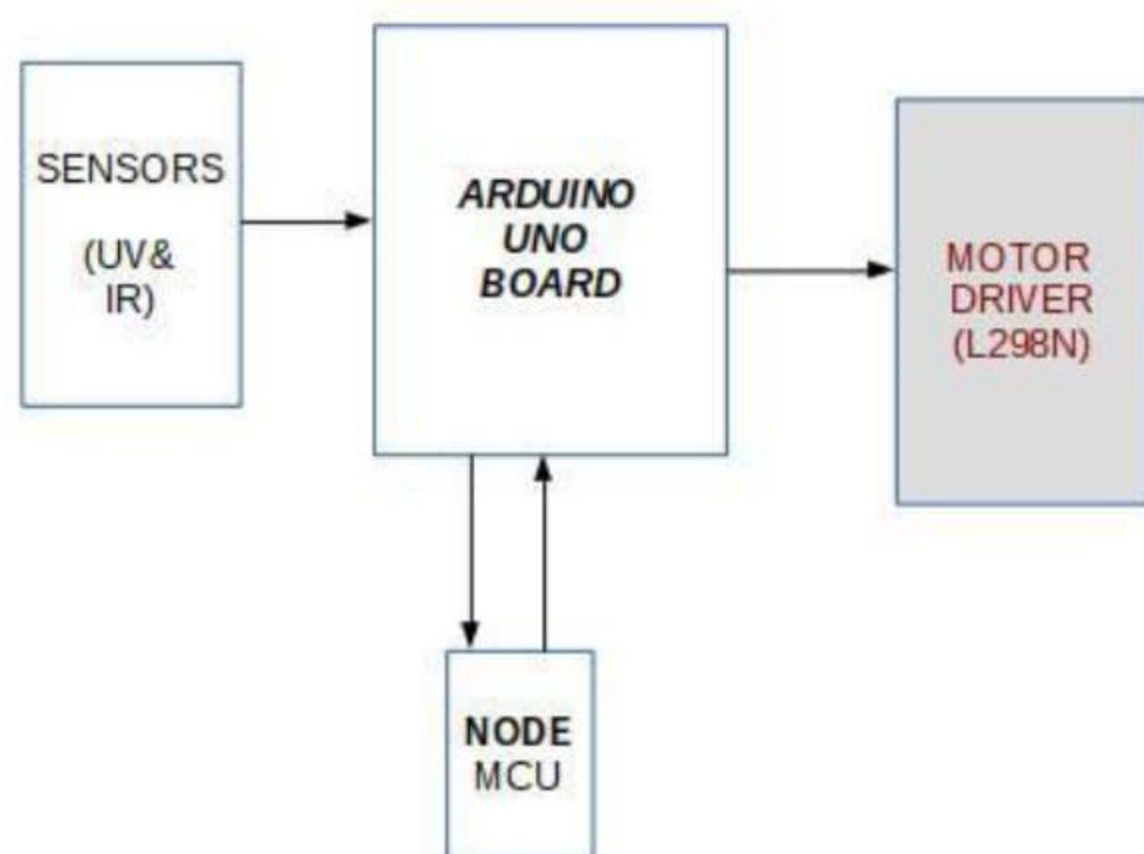 SENSORS
(UV&
IR)
ARDUINO
UNO
BOARD
MOTOR
DRIVER
(L298N)
NODE
MCU